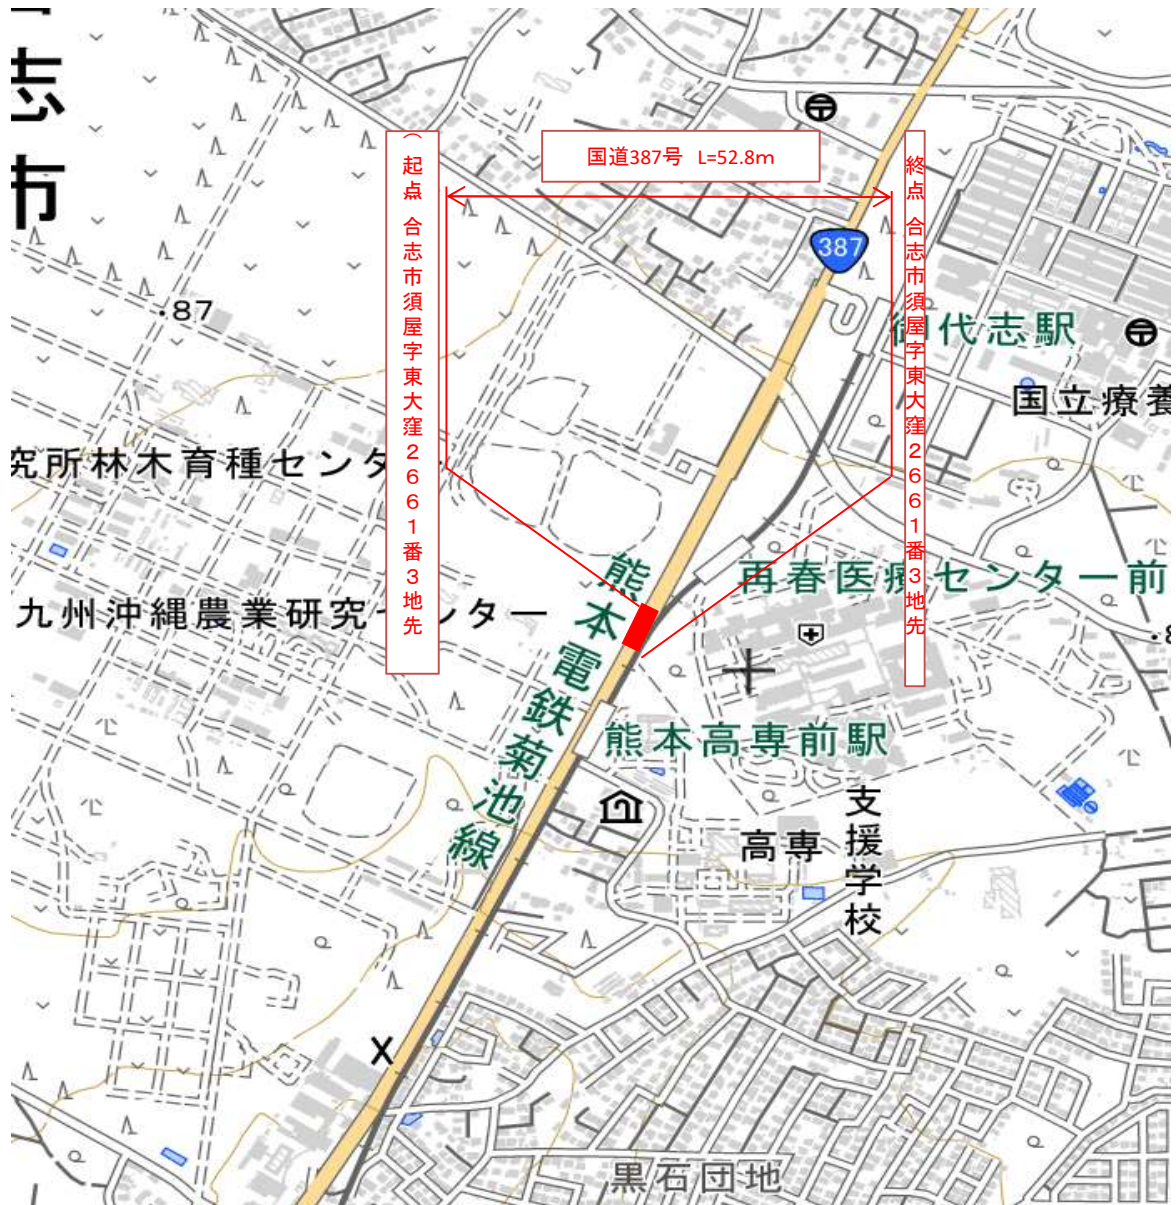 志市
国道387号 L=52.8m
（起点 合志市須屋字東大窪２６６１番３地先
終点 合志市須屋字東大窪２６６１番３地先
387
・87
御代志駅
国立療養
究所林木育種センタ
再春医療センター前
九州沖縄農業研究センター
熊本電鉄菊池線
熊本高専前駅
高専
支援学校
X
黒石団地